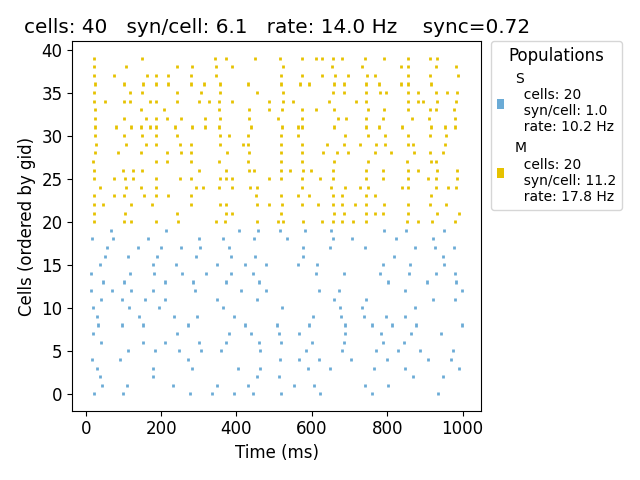 cells: 40   syn/cell: 6.1   rate: 14.0 Hz    sync=0.72
Populations
S
cells: 20
syn/cell: 1.0
rate: 10.2 Hz
M
cells: 20
syn/cell: 11.2
rate: 17.8 Hz
Cells (ordered by gid)
40
35
30
25
20
15
10
5
0
0 200 400 600 800 1000
Time (ms)